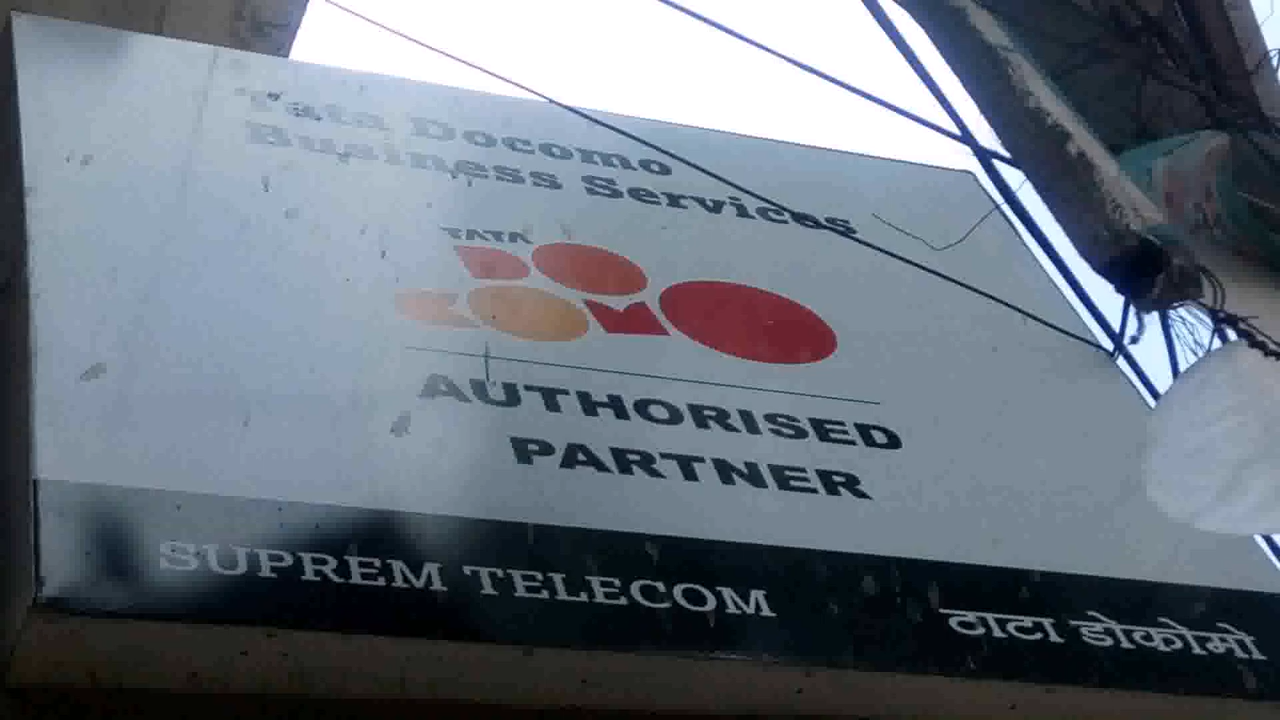 Tata Docomo
Business Services
TATA
DOCOMO
AUTHORISED
PARTNER
SUPREM TELECOM
ठाटा डोकोमो